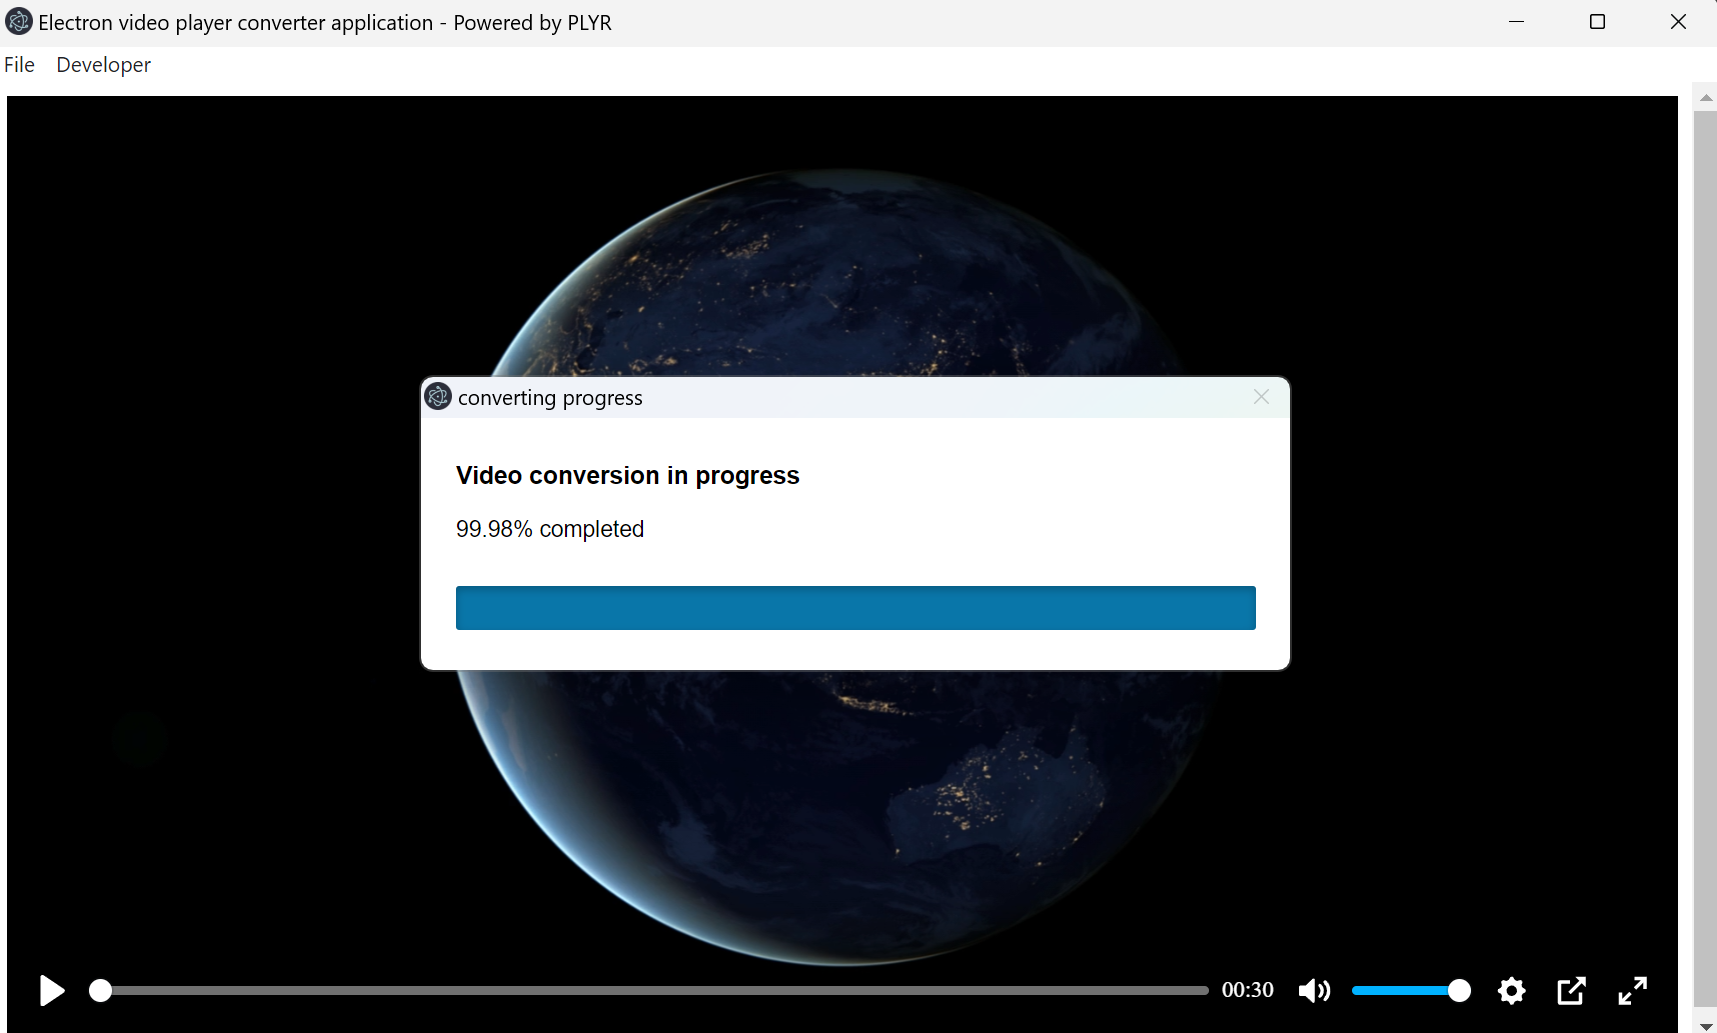 Electron video player converter application - Powered by PLYR
File Developer
converting progress
Video conversion in progress
99.98% completed
00:30